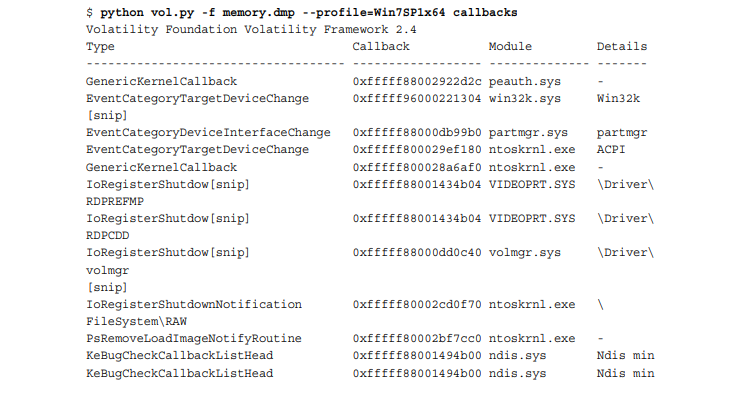 $ python vol.py -f memory.dmp --profile=Win7SP1x64 callbacks
Volatility Foundation Volatility Framework 2.4
Type Callback Module Details
---------------------------------- ------------------ ------------- -------
GenericKernelCallback 0xfffff88002922d2c peauth.sys -
EventCategoryTargetDeviceChange 0xfffff96000221304 win32k.sys Win32k
[snip]
EventCategoryDeviceInterfaceChange 0xfffff88000db99b0 partmgr.sys partmgr
EventCategoryTargetDeviceChange 0xfffff800029ef180 ntoskrnl.exe ACPI
GenericKernelCallback 0xfffff800028a6af0 ntoskrnl.exe -
IoRegisterShutdow[snip] 0xfffff88001434b04 VIDEOPRT.SYS \Driver\
RDPREFMP
IoRegisterShutdow[snip] 0xfffff88001434b04 VIDEOPRT.SYS \Driver\
RDPCDD
IoRegisterShutdow[snip] 0xfffff88000dd0c40 volmgr.sys \Driver\
volmgr
[snip]
IoRegisterShutdownNotification 0xfffff80002cd0f70 ntoskrnl.exe \
FileSystem\RAW
PsRemoveLoadImageNotifyRoutine 0xfffff80002bf7cc0 ntoskrnl.exe -
KeBugCheckCallbackListHead 0xfffff88001494b00 ndis.sys Ndis min
KeBugCheckCallbackListHead 0xfffff88001494b00 ndis.sys Ndis min